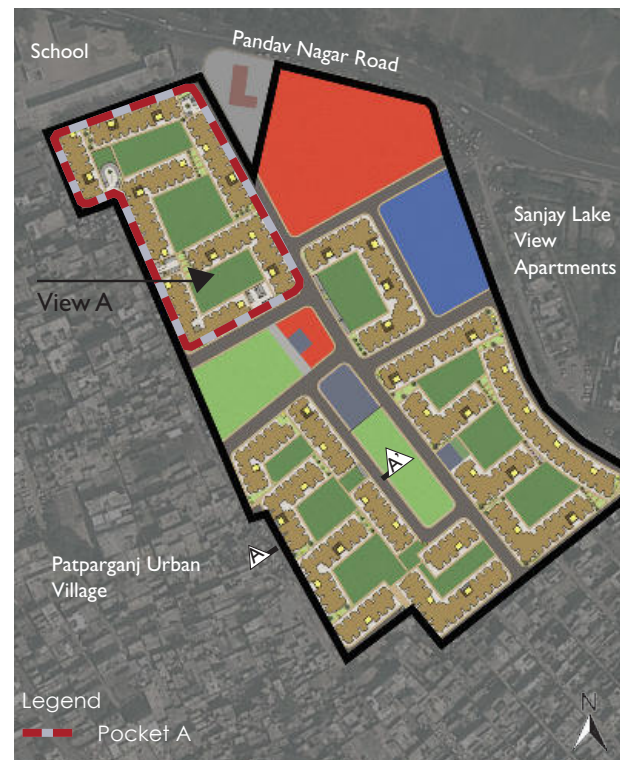 School
Pandav Nagar Road
L
Sanjay Lake
View
Apartments
View A
A'
A
Patparganj Urban
Village
Legend
Pocket A
N